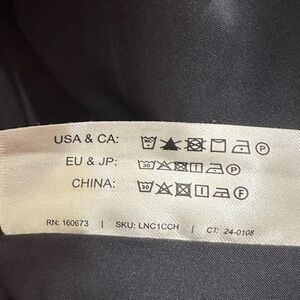 USA & CA:
EU & JP:
CHINA:
RN: 160673 | SKU: LNC1CCH | CT: 24-0108